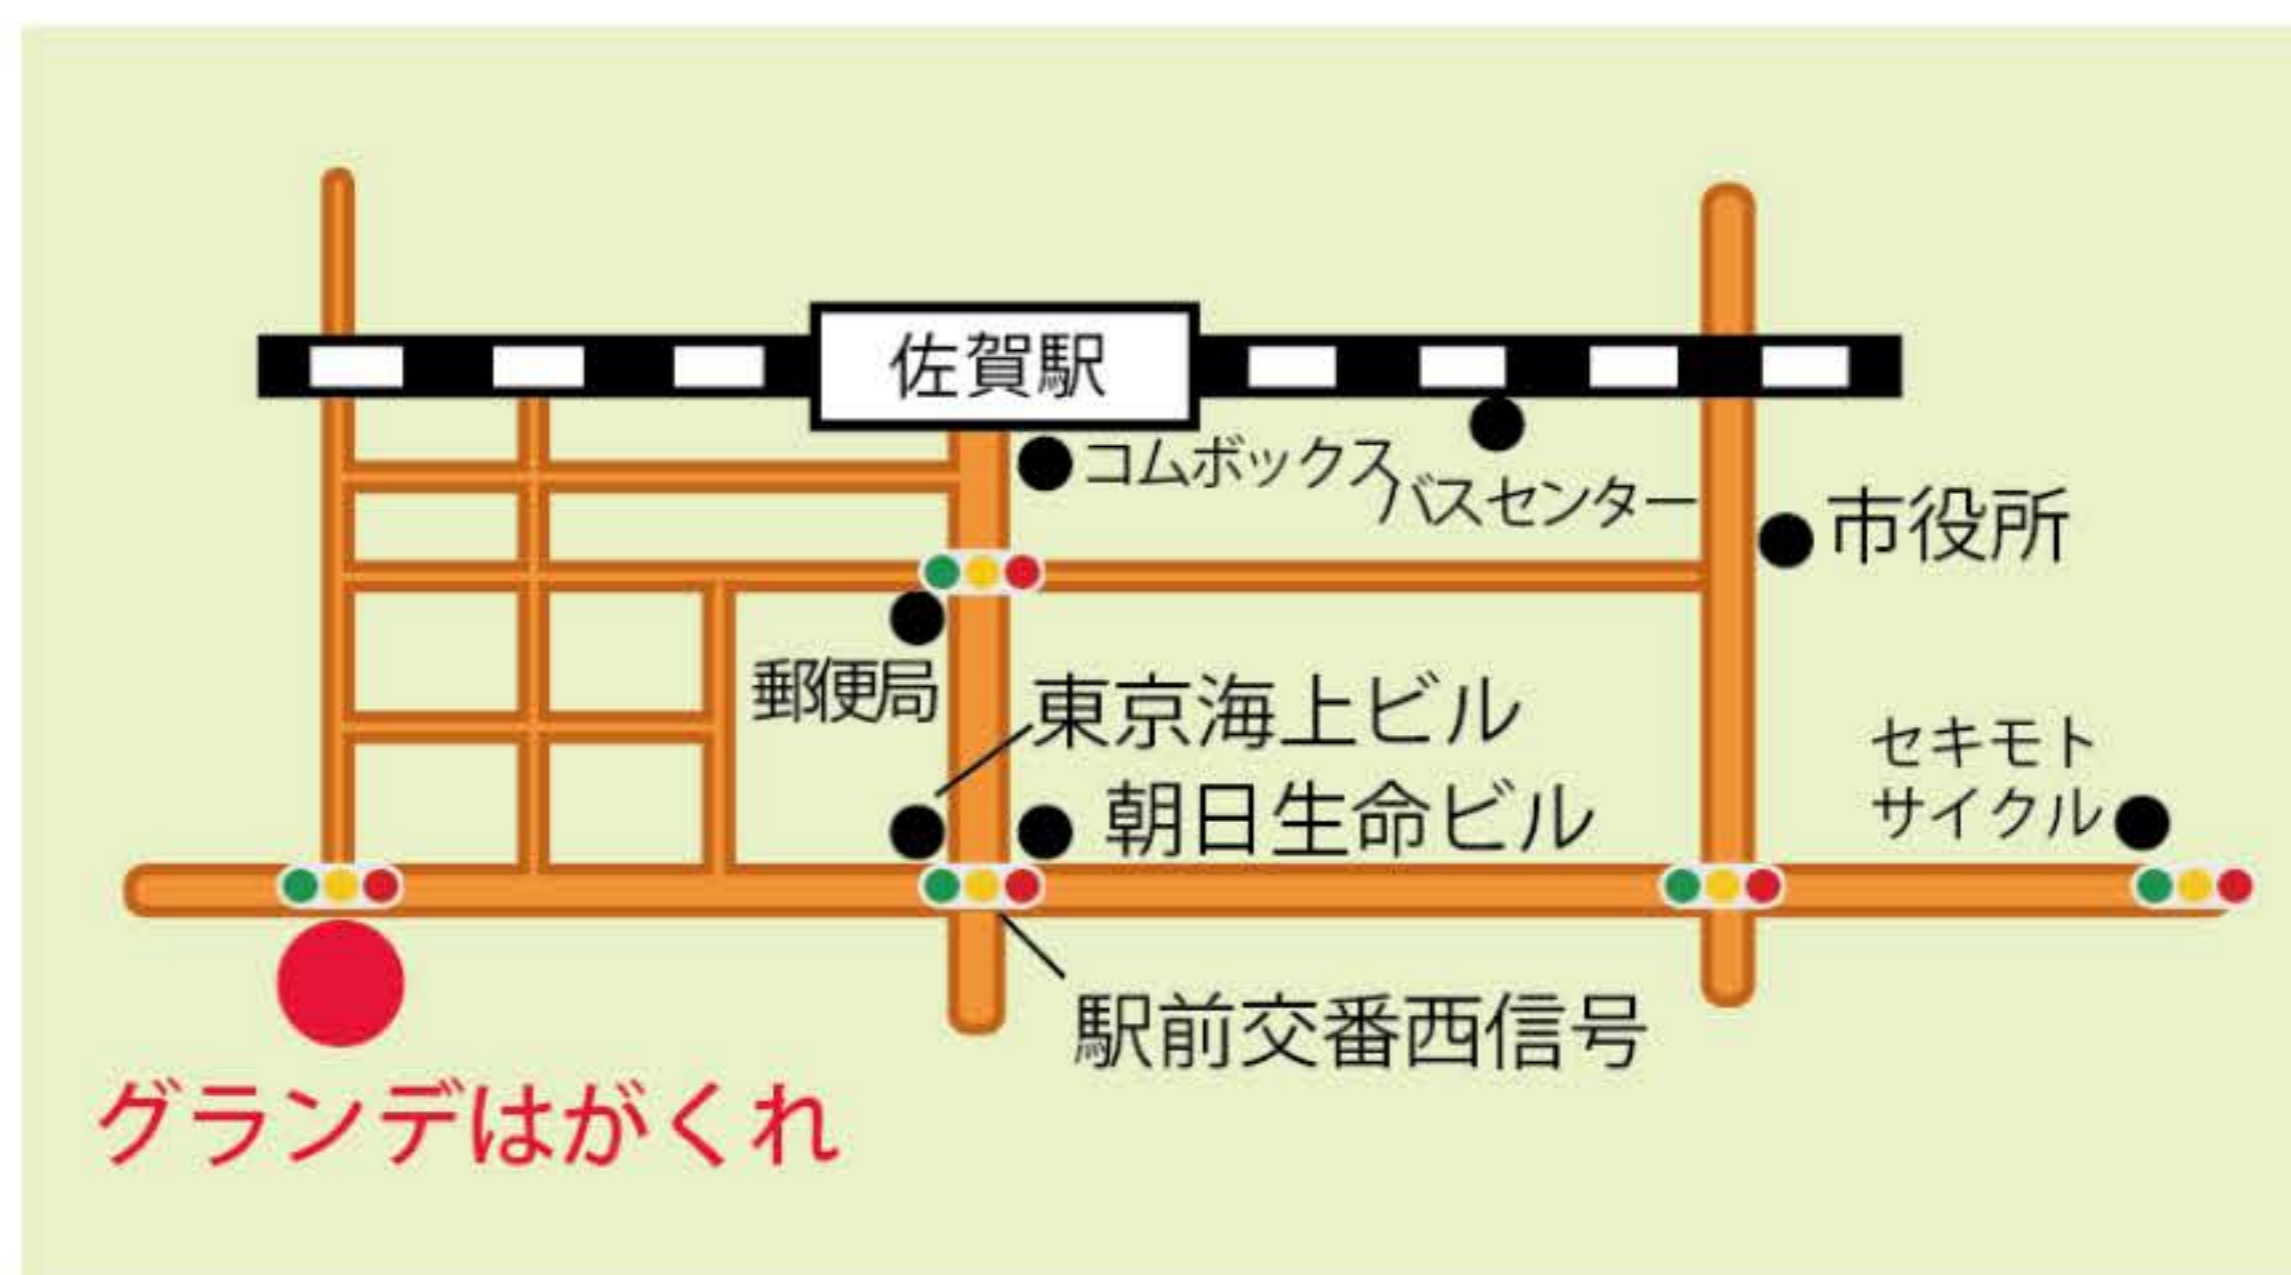 佐賀駅
コムボックス
バスセンター
市役所
郵便局
東京海上ビル
朝日生命ビル
セキモト
サイクル
駅前交番西信号
グランデはがくれ